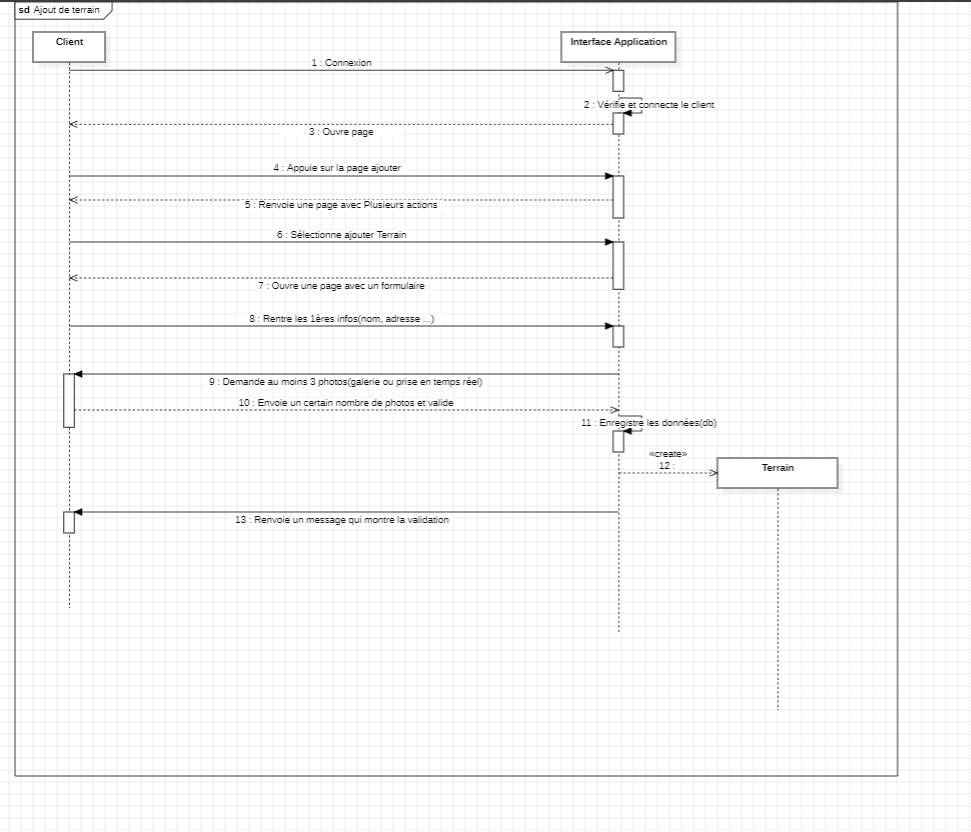 sd Ajout de terrain
Client
Interface Application
1 : Connexion
2 : Vérifie et connecte le client
3 : Ouvre page
4 : Appuie sur la page ajouter
5 : Renvoie une page avec Plusieurs actions
6 : Sélectionne ajouter Terrain
7 : Ouvre une page avec un formulaire
8 : Rentre les 1ères infos(nom, adresse ...)
9 : Demande au moins 3 photos(galerie ou prise en temps réel)
10 : Envoie un certain nombre de photos et valide
11 : Enregistre les données(db)
«create»
12 :
Terrain
13 : Renvoie un message qui montre la validation